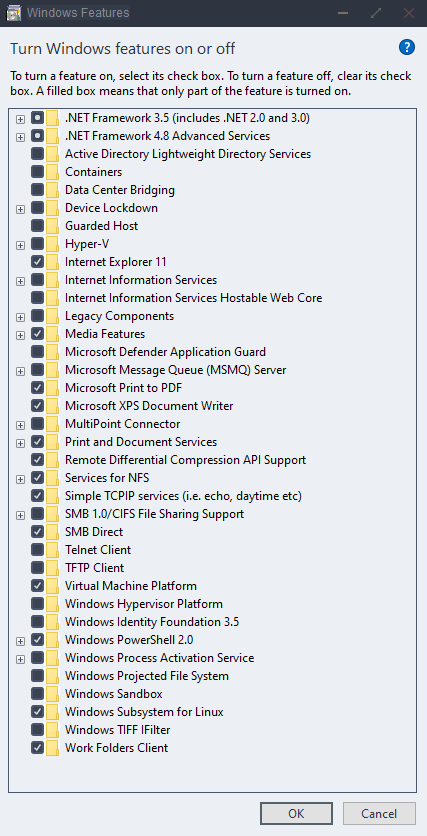 Windows Features
Turn Windows features on or off
?
To turn a feature on, select its check box. To turn a feature off, clear its check
box. A filled box means that only part of the feature is turned on.
.NET Framework 3.5 (includes .NET 2.0 and 3.0)
.NET Framework 4.8 Advanced Services
Active Directory Lightweight Directory Services
Containers
Data Center Bridging
Device Lockdown
Guarded Host
Hyper-V
Internet Explorer 11
Internet Information Services
Internet Information Services Hostable Web Core
Legacy Components
Media Features
Microsoft Defender Application Guard
Microsoft Message Queue (MSMQ) Server
Microsoft Print to PDF
Microsoft XPS Document Writer
MultiPoint Connector
Print and Document Services
Remote Differential Compression API Support
Services for NFS
Simple TCPIP services (i.e. echo, daytime etc)
SMB 1.0/CIFS File Sharing Support
SMB Direct
Telnet Client
TFTP Client
Virtual Machine Platform
Windows Hypervisor Platform
Windows Identity Foundation 3.5
Windows PowerShell 2.0
Windows Process Activation Service
Windows Projected File System
Windows Sandbox
Windows Subsystem for Linux
Windows TIFF IFilter
Work Folders Client
OK
Cancel